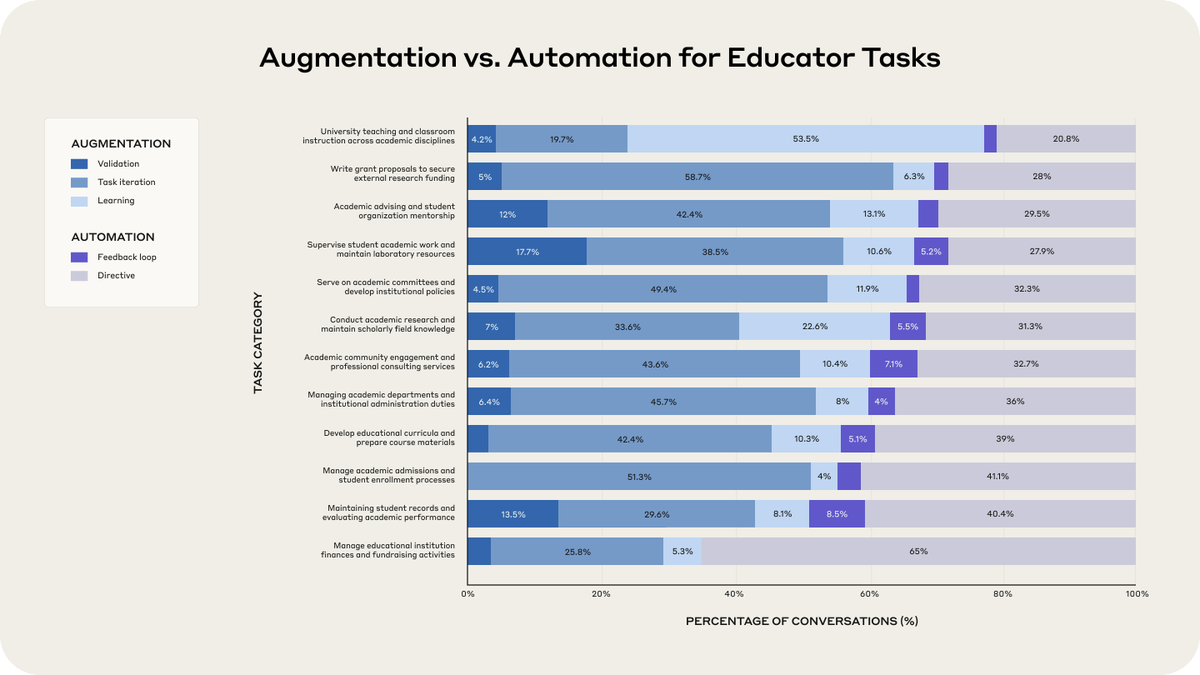 Augmentation vs. Automation for Educator Tasks
AUGMENTATION
Validation
Task iteration
Learning
AUTOMATION
Feedback loop
Directive
TASK CATEGORY
University teaching and classroom
instruction across academic disciplines
4.2% 19.7% 53.5% 20.8%
Write grant proposals to secure
external research funding
5% 58.7% 6.3% 28%
Academic advising and student
organization mentorship
12% 42.4% 13.1% 29.5%
Supervise student academic work and
maintain laboratory resources
17.7% 38.5% 10.6% 5.2% 27.9%
Serve on academic committees and
develop institutional policies
4.5% 49.4% 11.9% 32.3%
Conduct academic research and
maintain scholarly field knowledge
7% 33.6% 22.6% 5.5% 31.3%
Academic community engagement and
professional consulting services
6.2% 43.6% 10.4% 7.1% 32.7%
Managing academic departments and
institutional administration duties
6.4% 45.7% 8% 4% 36%
Develop educational curricula and
prepare course materials
42.4% 10.3% 5.1% 39%
Manage academic admissions and
student enrollment processes
51.3% 4% 41.1%
Maintaining student records and
evaluating academic performance
13.5% 29.6% 8.1% 8.5% 40.4%
Manage educational institution
finances and fundraising activities
25.8% 5.3% 65%
0% 20% 40% 60% 80% 100%
PERCENTAGE OF CONVERSATIONS (%)